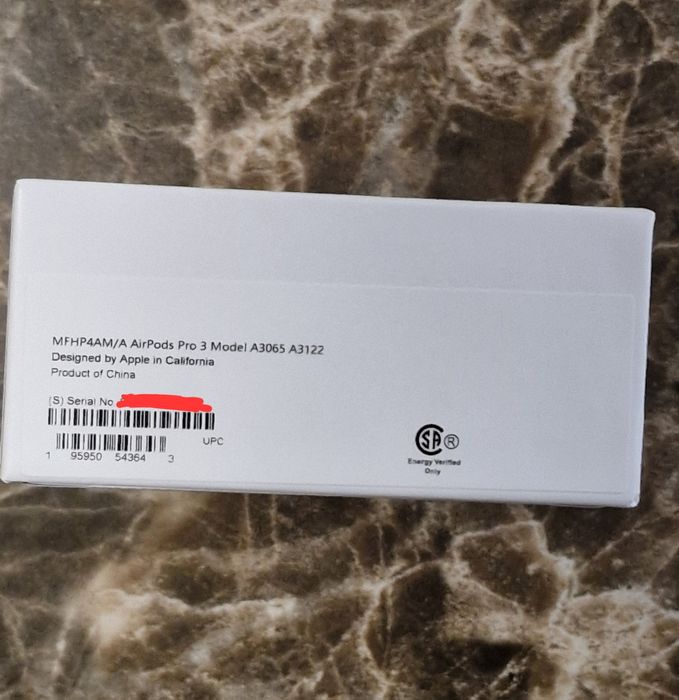 MFHP4AM/A AirPods Pro 3 Model A3065 A3122
Designed by Apple in California
Product of China
(S) Serial No
UPC
1 95950 54364 3
SA ®
Energy Verified
Only